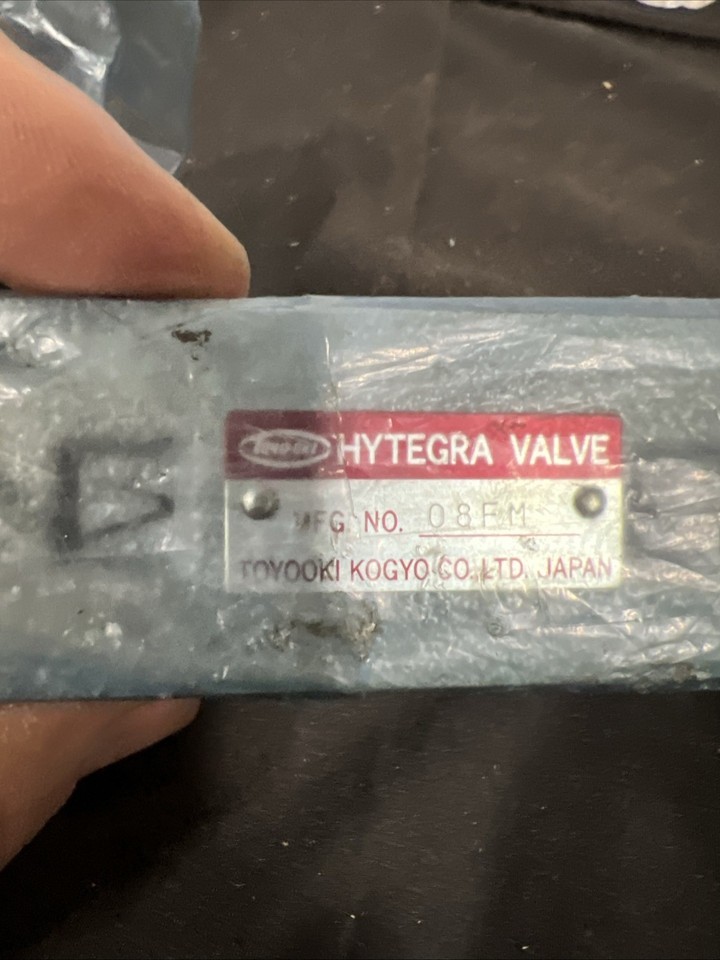 HYTEGRA VALVE
MFG. NO. 08FM
TOYOOKI KOGYO CO. LTD. JAPAN